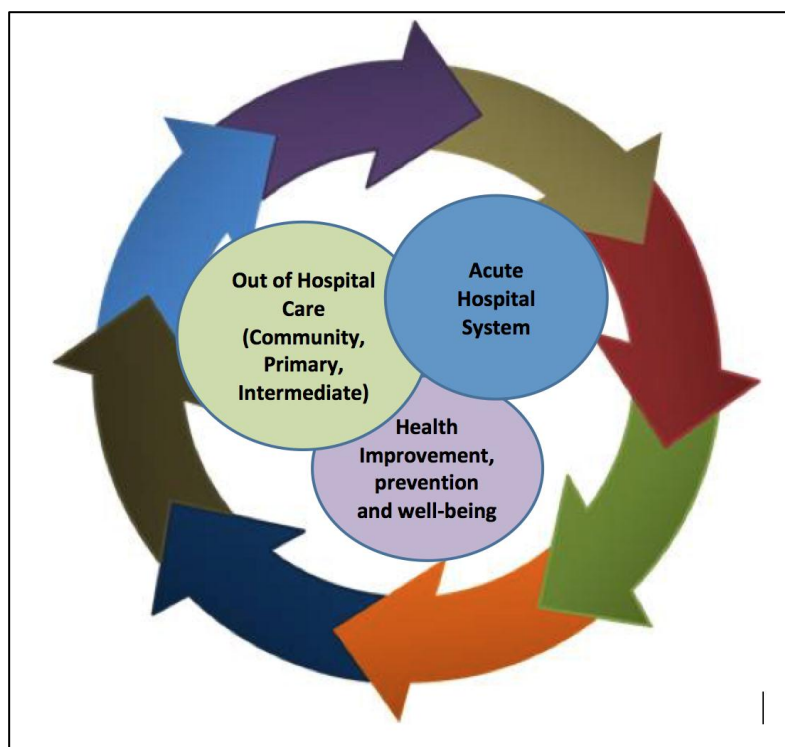 Out of Hospital
Care
(Community,
Primary,
Intermediate)
Acute
Hospital
System
Health
Improvement,
prevention
and well-being